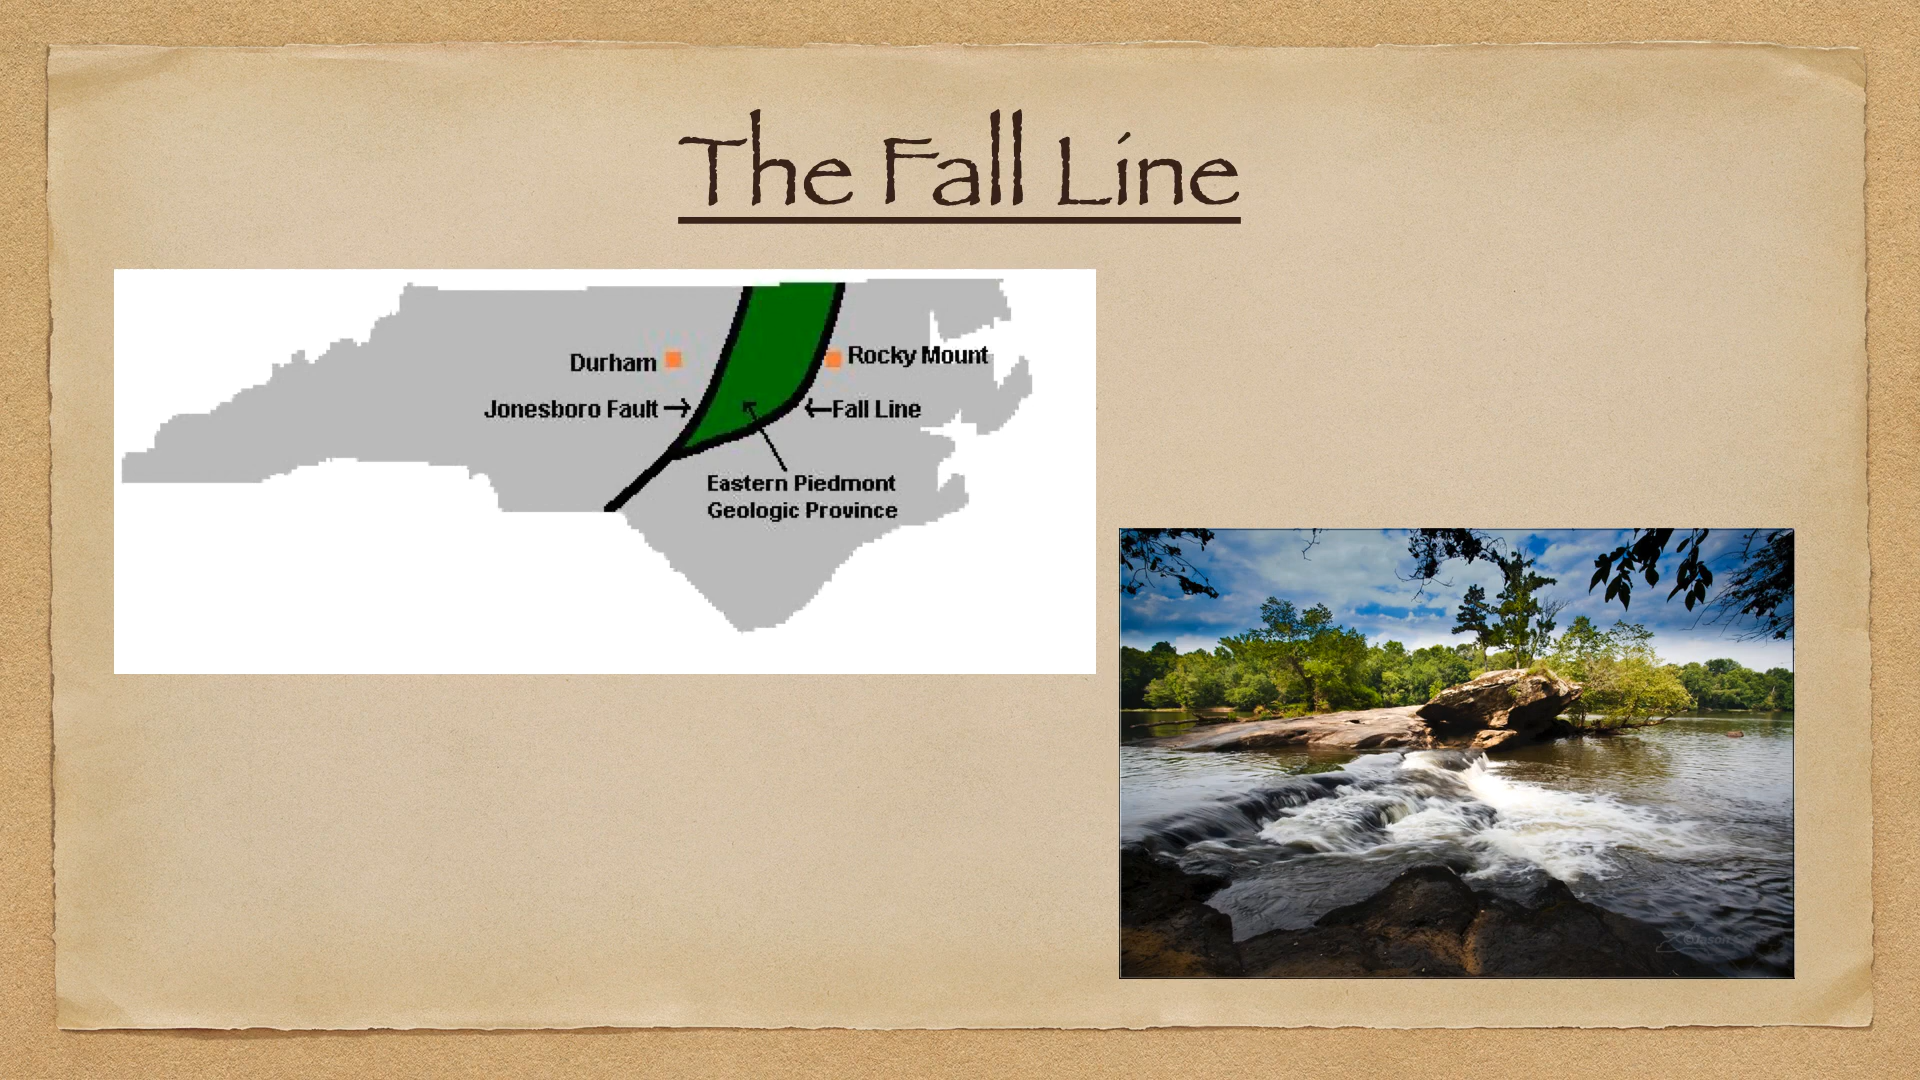 The Fall Line
Durham
Rocky Mount
Jonesboro Fault
Fall Line
Eastern Piedmont
Geologic Province